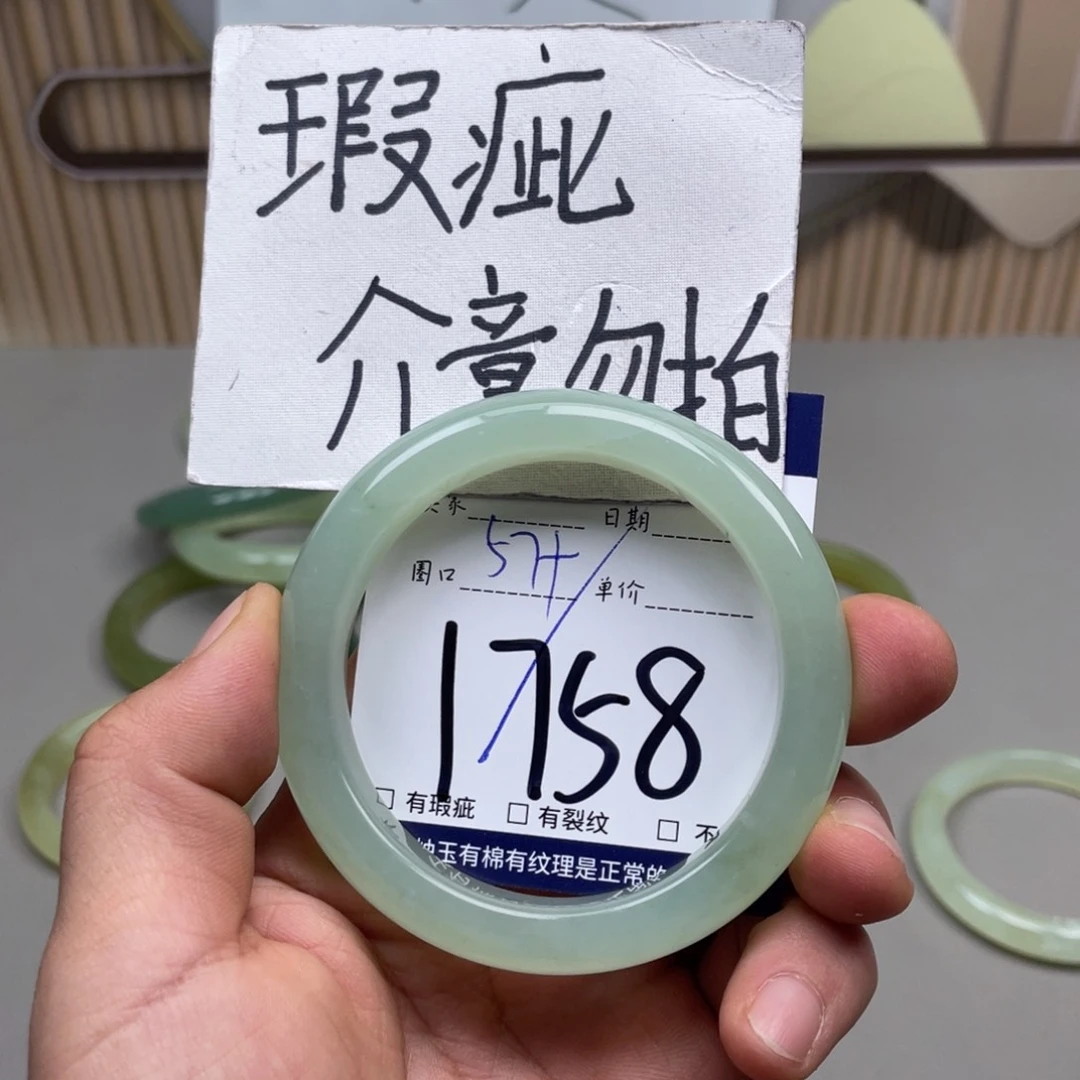 瑕疵
介意勿拍
日期
圈口 57+ 单价
1758
□ 有瑕疵 □ 有裂纹 □ 不
玉有棉有纹理是正常的